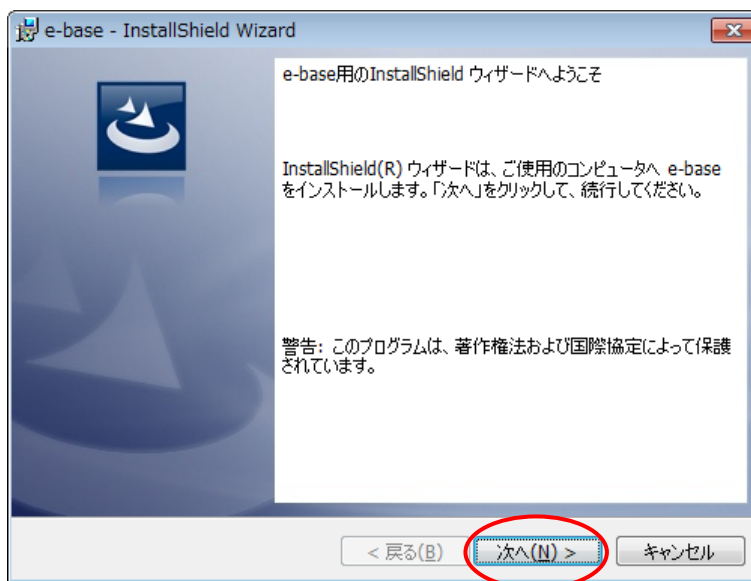 e-base - InstallShield Wizard
e-base用のInstallShield ウィザードへようこそ
InstallShield(R) ウィザードは、ご使用のコンピュータへ e-base
をインストールします。「次へ」をクリックして、続行してください。
警告: このプログラムは、著作権法および国際協定によって保護
されています。
< 戻る(B)
次へ(N) >
キャンセル